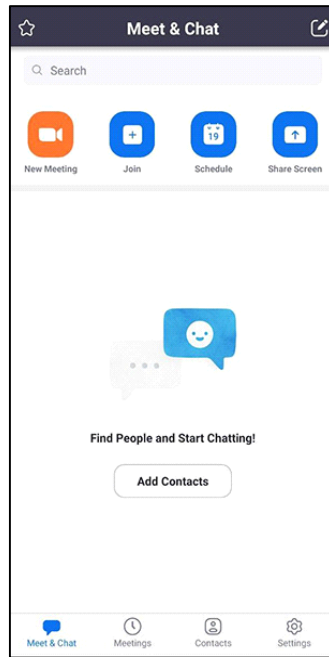 Meet & Chat
Search
New Meeting Join Schedule Share Screen
19
Find People and Start Chatting!
Add Contacts
Meet & Chat Meetings Contacts Settings